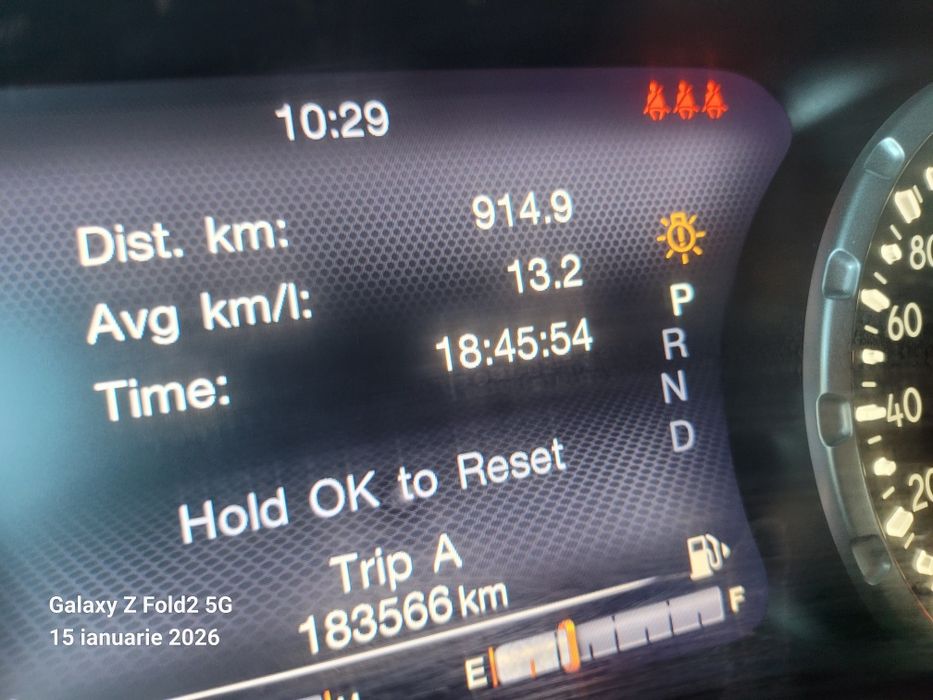 10:29
Dist. km: 914.9
Avg km/l: 13.2
Time: 18:45:54
P
R
N
D
Hold OK to Reset
Trip A
183566 km
E F
80
60
40
20
Galaxy Z Fold2 5G
15 ianuarie 2026